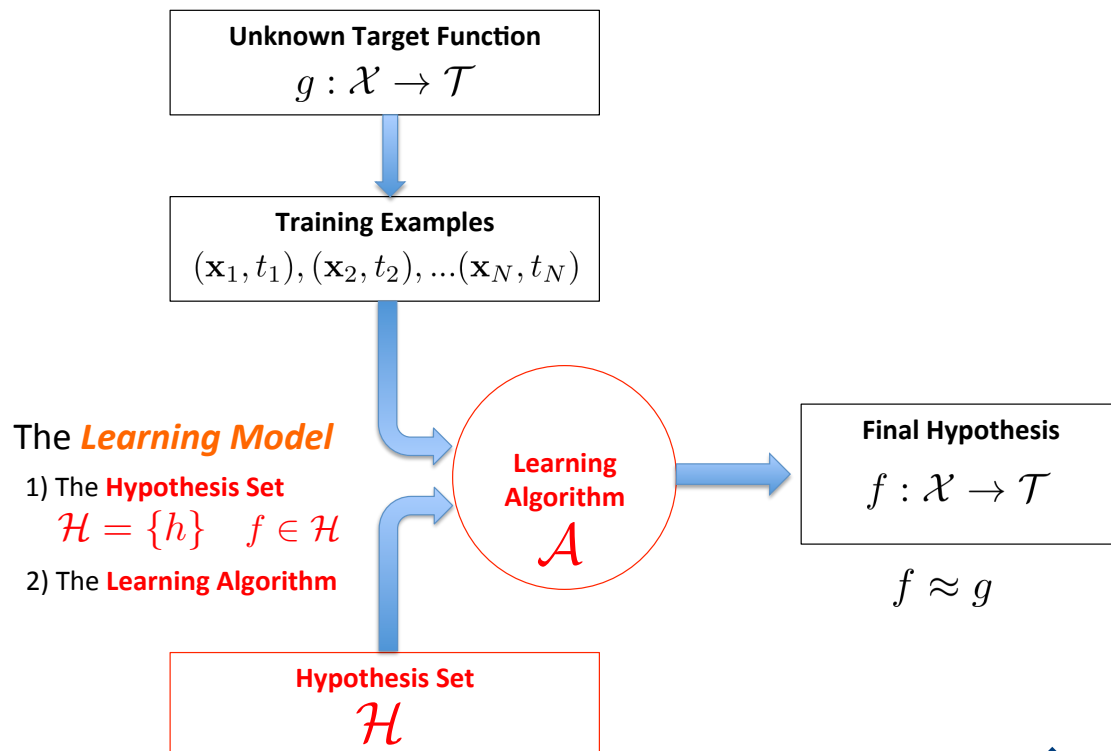 Unknown Target Function
g : 𝒳 → 𝒯
Training Examples
(𝐱₁, t₁), (𝐱₂, t₂), ...(𝐱_N, t_N)
The Learning Model
1) The Hypothesis Set
ℋ = {h} f ∈ ℋ
2) The Learning Algorithm
Learning
Algorithm
𝒜
Final Hypothesis
f : 𝒳 → 𝒯
f ≈ g
Hypothesis Set
ℋ